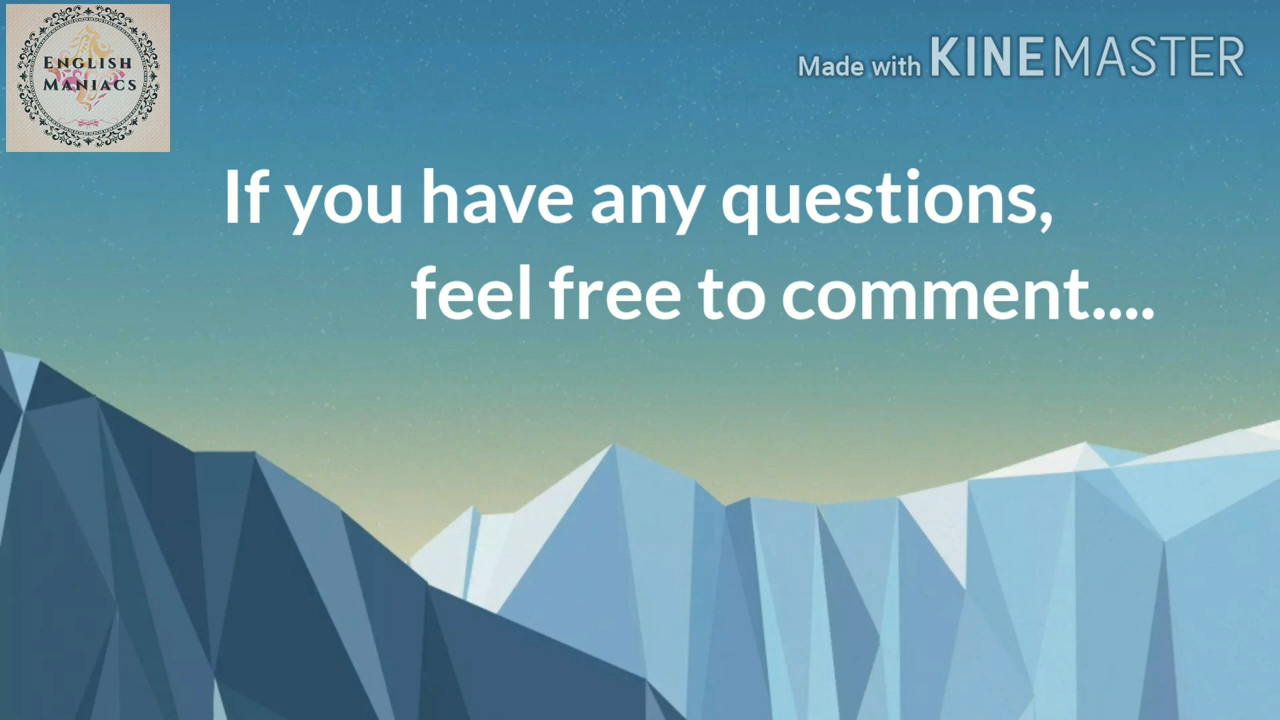 ENGLISH
MANIACS
Made with KINEMASTER
If you have any questions,
feel free to comment....